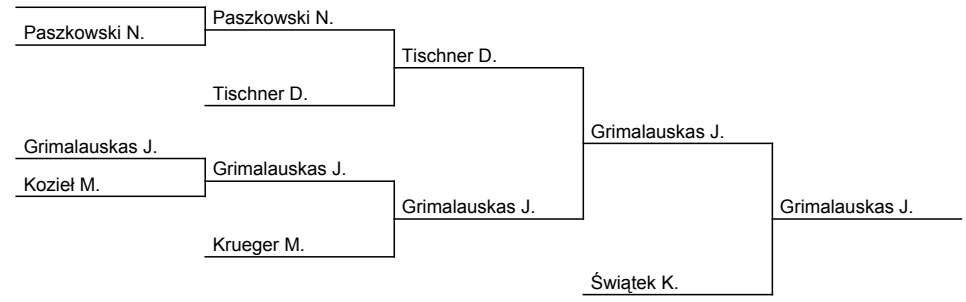 Paszkowski N.
Paszkowski N.
Tischner D.
Tischner D.
Grimalauskas J.
Grimalauskas J.
Kozieł M.
Grimalauskas J.
Grimalauskas J.
Krueger M.
Grimalauskas J.
Świątek K.